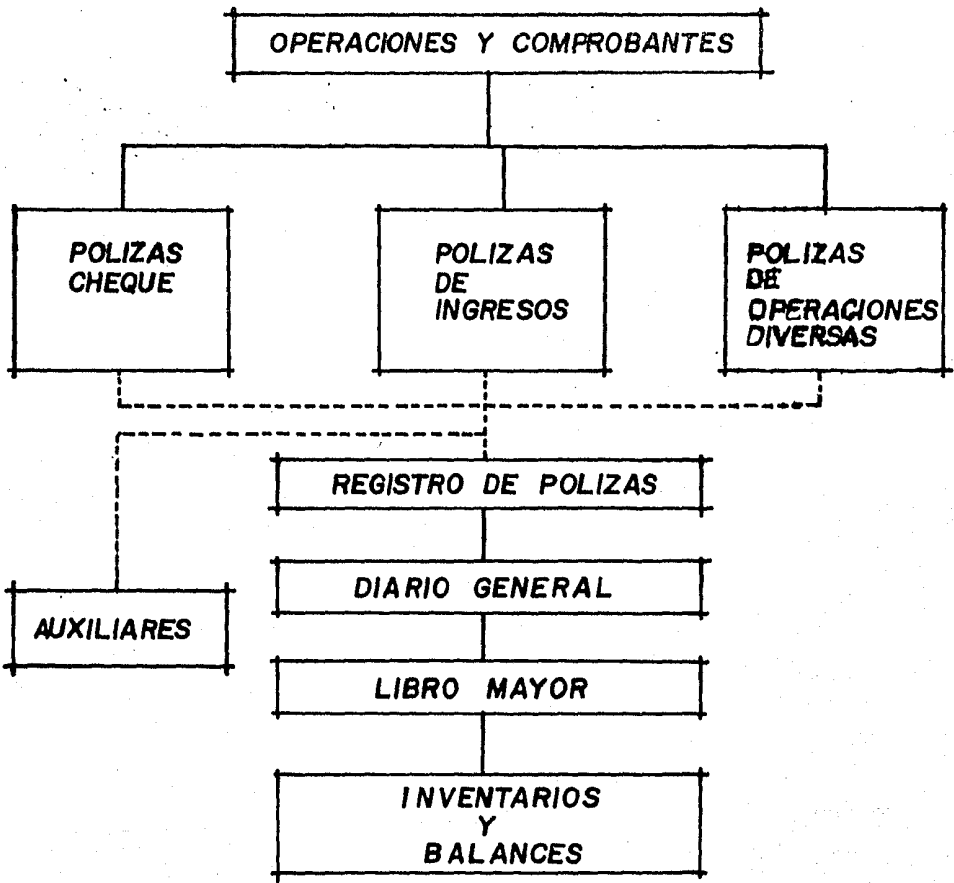 OPERACIONES Y COMPROBANTES
POLIZAS
CHEQUE
POLIZAS
DE
INGRESOS
POLIZAS
DE
OPERACIONES
DIVERSAS
REGISTRO DE POLIZAS
DIARIO GENERAL
AUXILIARES
LIBRO MAYOR
INVENTARIOS
Y
BALANCES